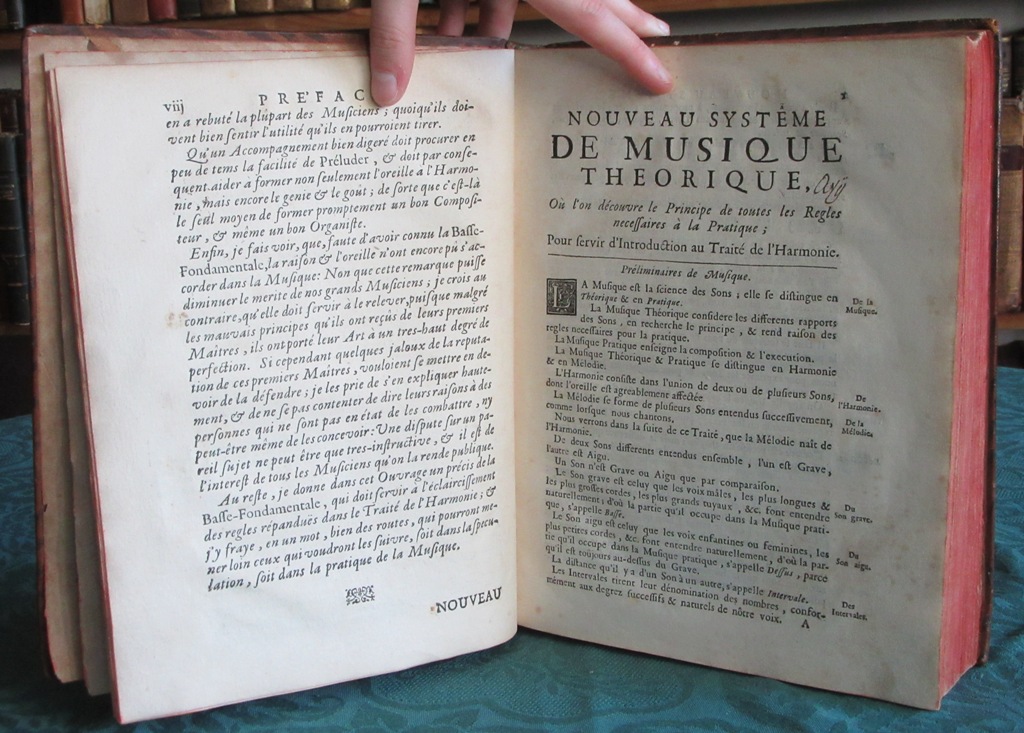 viij PREFAC
en a rebuté la plûpart des Musiciens ; quoiqu'ils doi-
vent bien sentir l'utilité qu'ils en pourroient tirer.
Qu'un Accompagnement bien digeré doit procurer en
peu de tems la facilité de Préluder, & doit par conse-
quent aider à former non seulement l'oreille à l'Harmo-
nie, mais encore le genie & le goût ; de sorte que c'est-là
le seul moyen de former promptement un bon Composi-
teur, & même un bon Organiste.
Enfin, je fais voir, que, faute d'avoir connu la Basse-
Fondamentale, la raison & l'oreille n'ont encore pû s'ac-
corder dans la Musique : Non que cette remarque puisse
diminuer le merite de nos grands Musiciens ; je crois au
contraire, qu'elle doit servir à le relever, puisque malgré
les mauvais principes qu'ils ont reçûs de leurs premiers
Maitres, ils ont porté leur Art à un tres-haut degré de
perfection. Si cependant quelques jaloux de la reputa-
tion de ces premiers Maitres, vouloient se mettre en de-
voir de la défendre ; je les prie de s'en expliquer haute-
ment, & de ne se pas contenter de dire leurs raisons à des
personnes qui ne sont pas en état de les combattre, ny
peut-être même de les concevoir : Une dispute sur un pa-
reil sujet ne peut être que tres-instructive, & il est de
l'interest de tous les Musiciens qu'on la rende publique.
Au reste, je donne dans cet Ouvrage un précis de la
Basse-Fondamentale, qui doit servir à l'éclaircissement
des regles répanduës dans le Traité de l'Harmonie ; &
j'y fraye, en un mot, bien des routes, qui pourront me-
ner loin ceux qui voudront les suivre, soit dans la specu-
lation, soit dans la pratique de la Musique.
NOUVEAU
1
NOUVEAU SYSTÉME
DE MUSIQUE
THEORIQUE,
Où l'on découvre le Principe de toutes les Regles
necessaires à la Pratique ;
Pour servir d'Introduction au Traité de l'Harmonie.
Préliminaires de Musique.
LA Musique est la science des Sons ; elle se distingue en
Théorique & en Pratique.
De la
Musique.
La Musique Théorique considere les differents rapports
des Sons, en recherche le principe, & rend raison des
regles necessaires pour la pratique.
La Musique Pratique enseigne la composition & l'execution.
La Musique Théorique & Pratique se distingue en Harmonie
& en Mélodie.
L'Harmonie consiste dans l'union de deux ou de plusieurs Sons,
dont l'oreille est agreablement affectée
De
l'Harmonie.
La Mélodie se forme de plusieurs Sons entendus successivement,
comme lorsque nous chantons.
De la
Mélodie.
Nous verrons dans la suite de ce Traité, que la Mélodie naît de
l'Harmonie.
De deux Sons differents entendus ensemble, l'un est Grave,
l'autre est Aigu.
Un Son n'est Grave ou Aigu que par comparaison.
Le Son grave est celuy que les voix mâles, les plus longues &
les plus grosses cordes, les plus grands tuyaux, &c. font entendre
naturellement ; d'où la partie qu'il occupe dans la Musique prati-
que, s'appelle Basse.
Du
Son grave.
Le Son aigu est celuy que les voix enfantines ou feminines, les
plus petites cordes, &c. font entendre naturellement, d'où la par-
tie qu'il occupe dans la Musique pratique, s'appelle Dessus, parce
qu'il est toujours au-dessus du Grave.
Du
Son aigu.
La distance qu'il y a d'un Son à un autre, s'appelle Intervale.
Les Intervales tirent leur dénomination des nombres, confor-
mément aux degrez successifs & naturels de nôtre voix.
Des
Intervales.
A